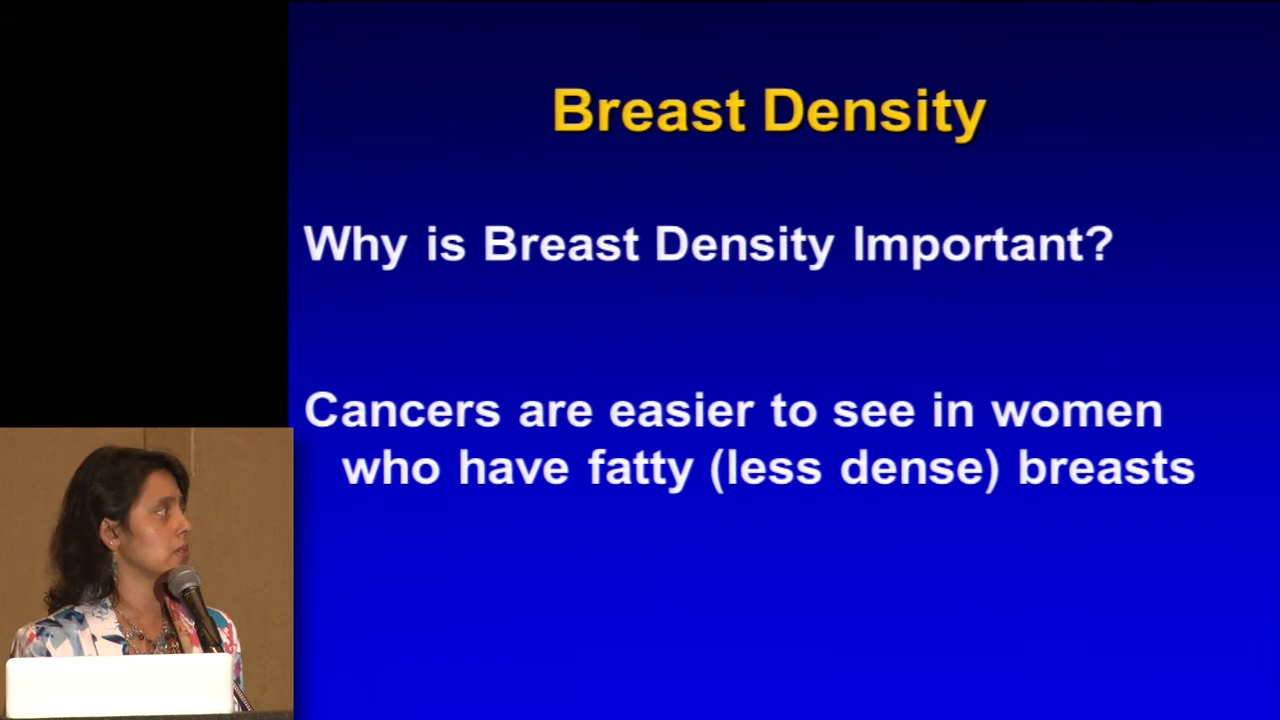 Breast Density
Why is Breast Density Important?
Cancers are easier to see in women
who have fatty (less dense) breasts